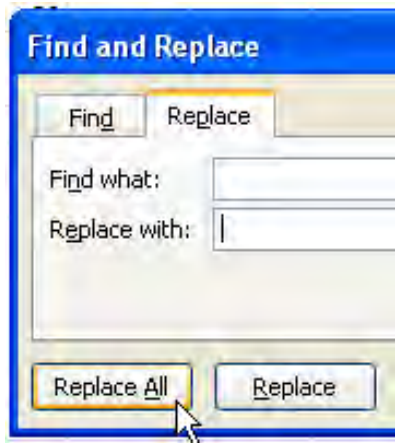 Find and Replace
Find Replace
Find what:
Replace with:
Replace All Replace